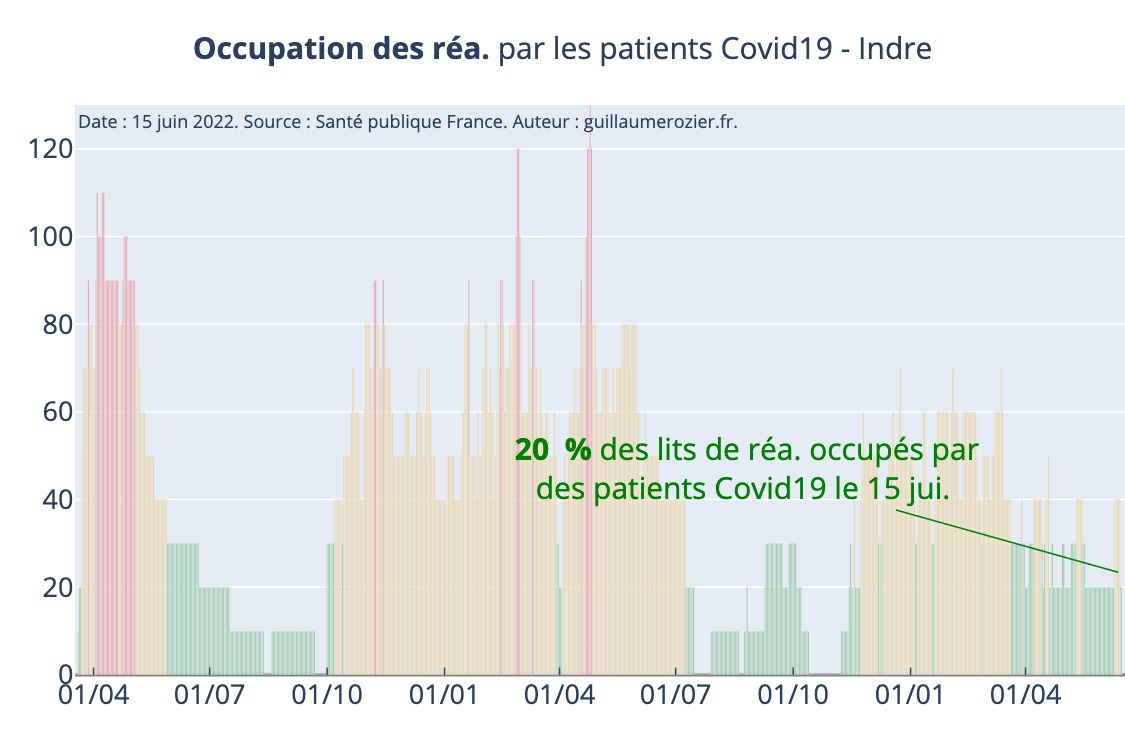 Occupation des réa. par les patients Covid19 - Indre
Date : 15 juin 2022. Source : Santé publique France. Auteur : guillaumerozier.fr.
120
100
80
60
40
20
0
20 % des lits de réa. occupés par
des patients Covid19 le 15 jui.
01/04 01/07 01/10 01/01 01/04 01/07 01/10 01/01 01/04